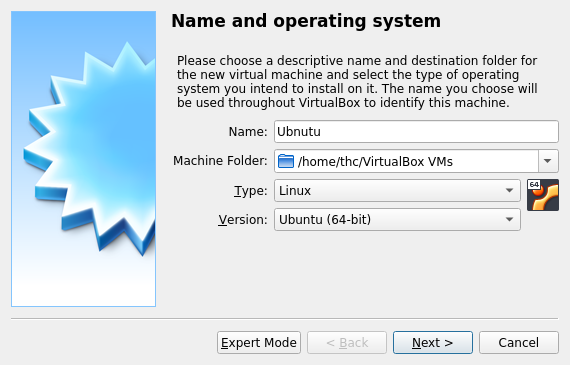 Name and operating system
Please choose a descriptive name and destination folder for
the new virtual machine and select the type of operating
system you intend to install on it. The name you choose will
be used throughout VirtualBox to identify this machine.
Name: Ubnutu
Machine Folder: /home/thc/VirtualBox VMs
Type: Linux
64
Version: Ubuntu (64-bit)
Expert Mode < Back Next > Cancel